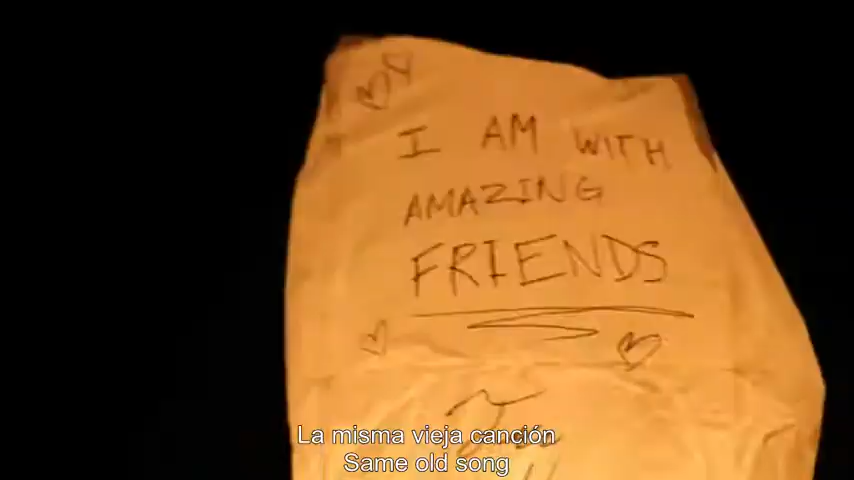 I AM WITH
AMAZING
FRIENDS
La misma vieja canción
Same old song